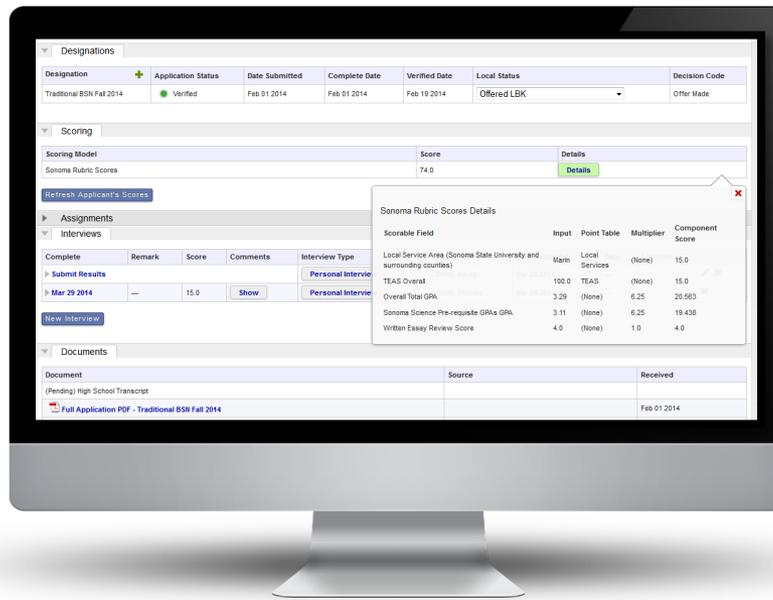 Designations
Designation Application Status Date Submitted Complete Date Verified Date Local Status Decision Code
Traditional BSN Fall 2014 Verified Feb 01 2014 Feb 01 2014 Feb 19 2014 Offered LBK Offer Made
Scoring
Scoring Model Score Details
Sonoma Rubric Scores 74.0 Details
Refresh Applicant's Scores
Sonoma Rubric Scores Details
Scorable Field Input Point Table Multiplier Component Score
Local Service Area (Sonoma State University and surrounding counties) Marin Local Services (None) 15.0
TEAS Overall 100.0 TEAS (None) 15.0
Overall Total GPA 3.29 (None) 6.25 20.563
Sonoma Science Pre-requisite GPAs GPA 3.11 (None) 6.25 19.438
Written Essay Review Score 4.0 (None) 1.0 4.0
Assignments
Interviews
Complete Remark Score Comments Interview Type
Submit Results Personal Intervie
Mar 29 2014 — 15.0 Show Personal Intervie
New Interview
Documents
Document Source Received
(Pending) High School Transcript
Full Application PDF - Traditional BSN Fall 2014 Feb 01 2014